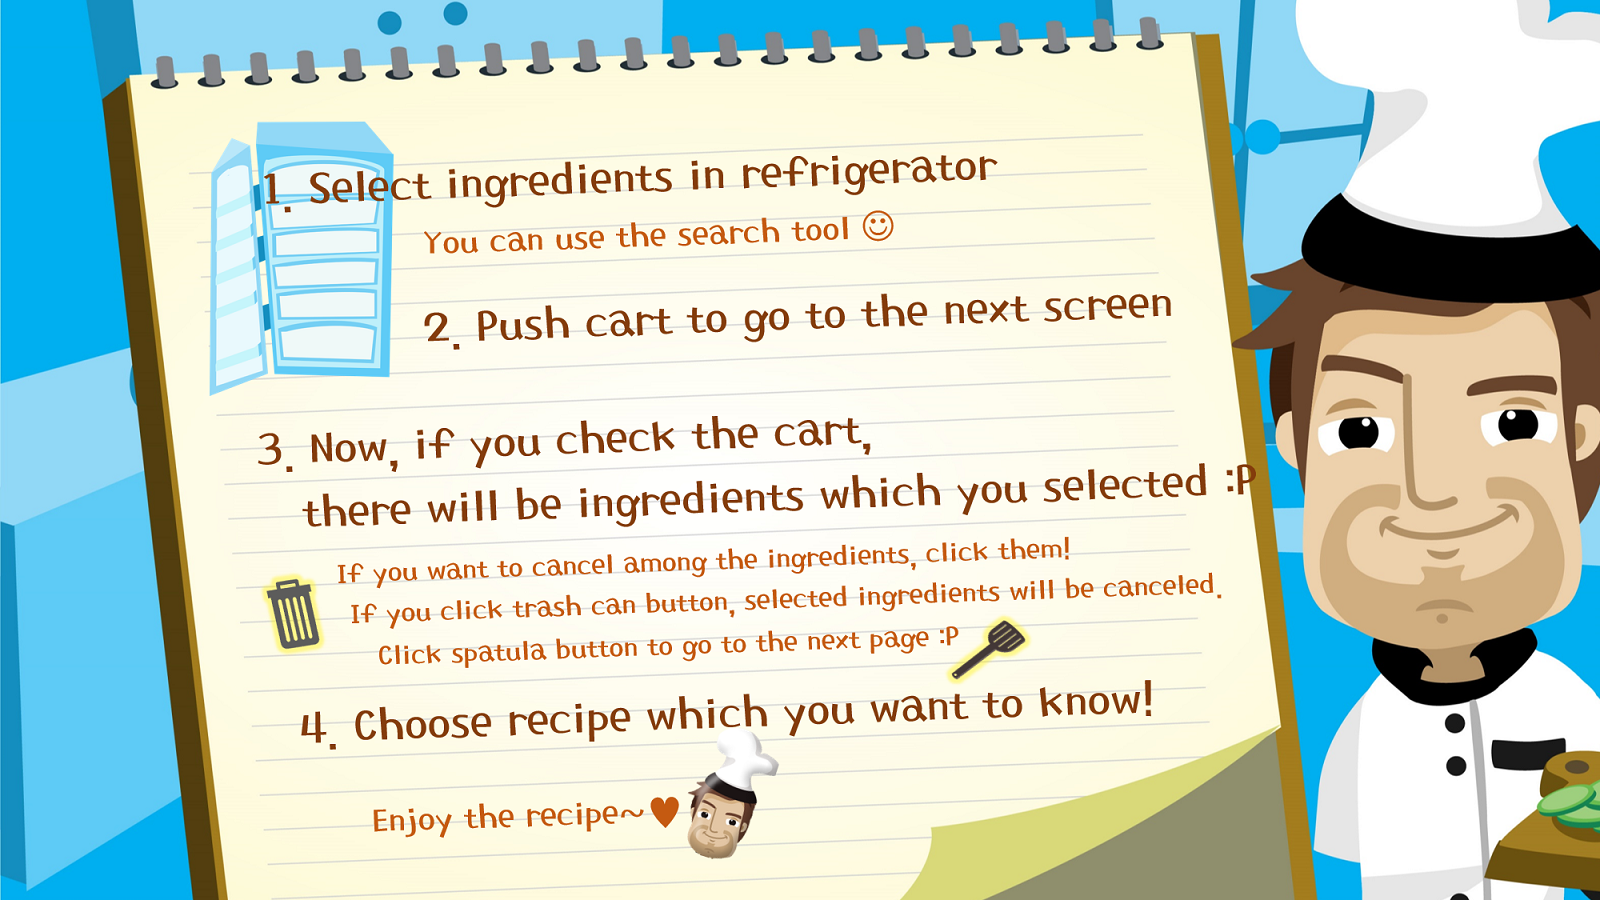 1. Select ingredients in refrigerator
You can use the search tool ☺
2. Push cart to go to the next screen
3. Now, if you check the cart,
there will be ingredients which you selected :P
If you want to cancel among the ingredients, click them!
If you click trash can button, selected ingredients will be canceled.
Click spatula button to go to the next page :P
4. Choose recipe which you want to know!
Enjoy the recipe~♥